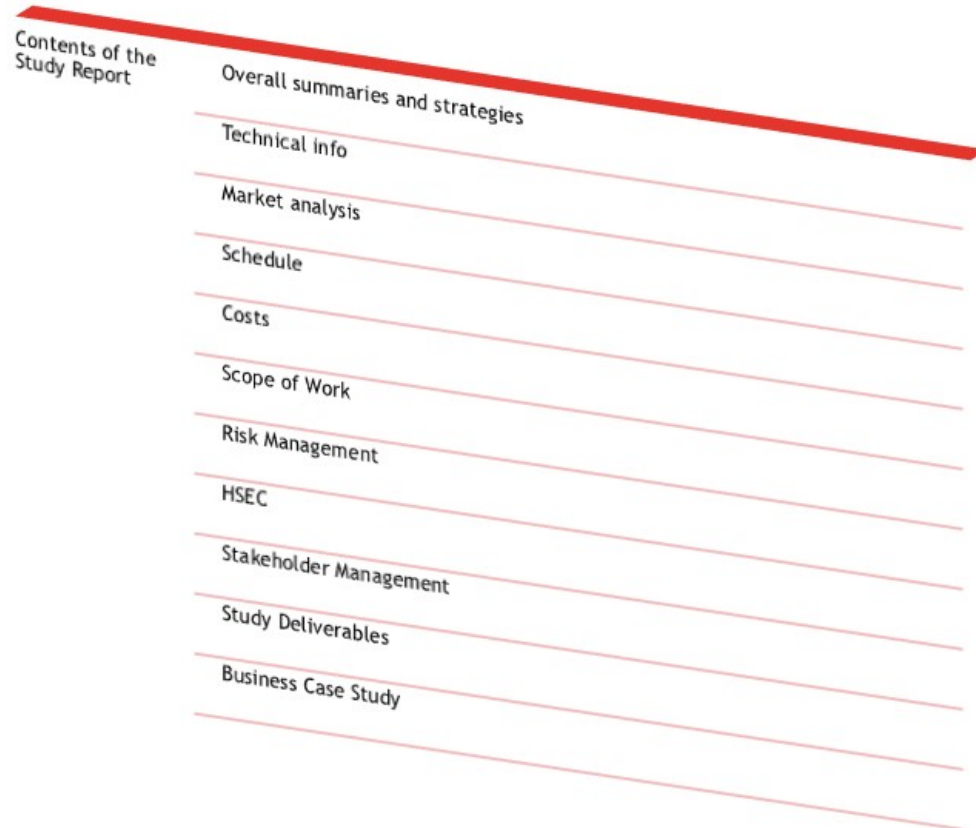 Contents of the
Study Report
Overall summaries and strategies
Technical info
Market analysis
Schedule
Costs
Scope of Work
Risk Management
HSEC
Stakeholder Management
Study Deliverables
Business Case Study